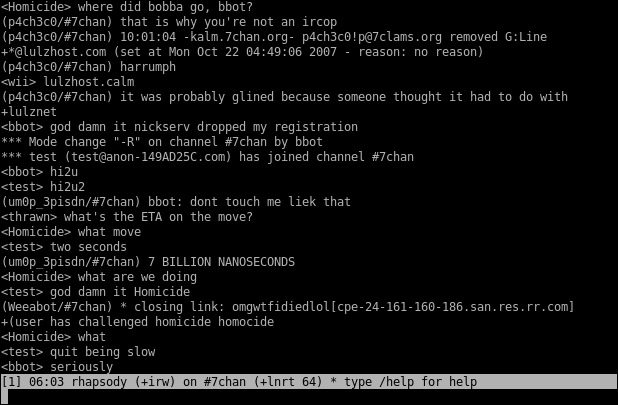 <Homicide> where did bobba go, bbot?
(p4ch3c0/#7chan) that is why you're not an ircop
(p4ch3c0/#7chan) 10:01:04 -kalm.7chan.org- p4ch3c0!p@7clams.org removed G:Line
+*@lulzhost.com (set at Mon Oct 22 04:49:06 2007 - reason: no reason)
(p4ch3c0/#7chan) harrumph
<wii> lulzhost.calm
(p4ch3c0/#7chan) it was probably glined because someone thought it had to do with
+lulznet
<bbot> god damn it nickserv dropped my registration
*** Mode change "-R" on channel #7chan by bbot
*** test (test@anon-149AD25C.com) has joined channel #7chan
<bbot> hi2u
<test> hi2u2
(um0p_3pisdn/#7chan) bbot: dont touch me liek that
<thrawn> what's the ETA on the move?
<Homicide> what move
<test> two seconds
(um0p_3pisdn/#7chan) 7 BILLION NANOSECONDS
<Homicide> what are we doing
<test> god damn it Homicide
(Weeabot/#7chan) * closing link: omgwtfidiedlol[cpe-24-161-160-186.san.res.rr.com]
+(user has challenged homicide homocide
<Homicide> what
<test> quit being slow
<bbot> seriously
[1] 06:03 rhapsody (+irw) on #7chan (+lnrt 64) * type /help for help